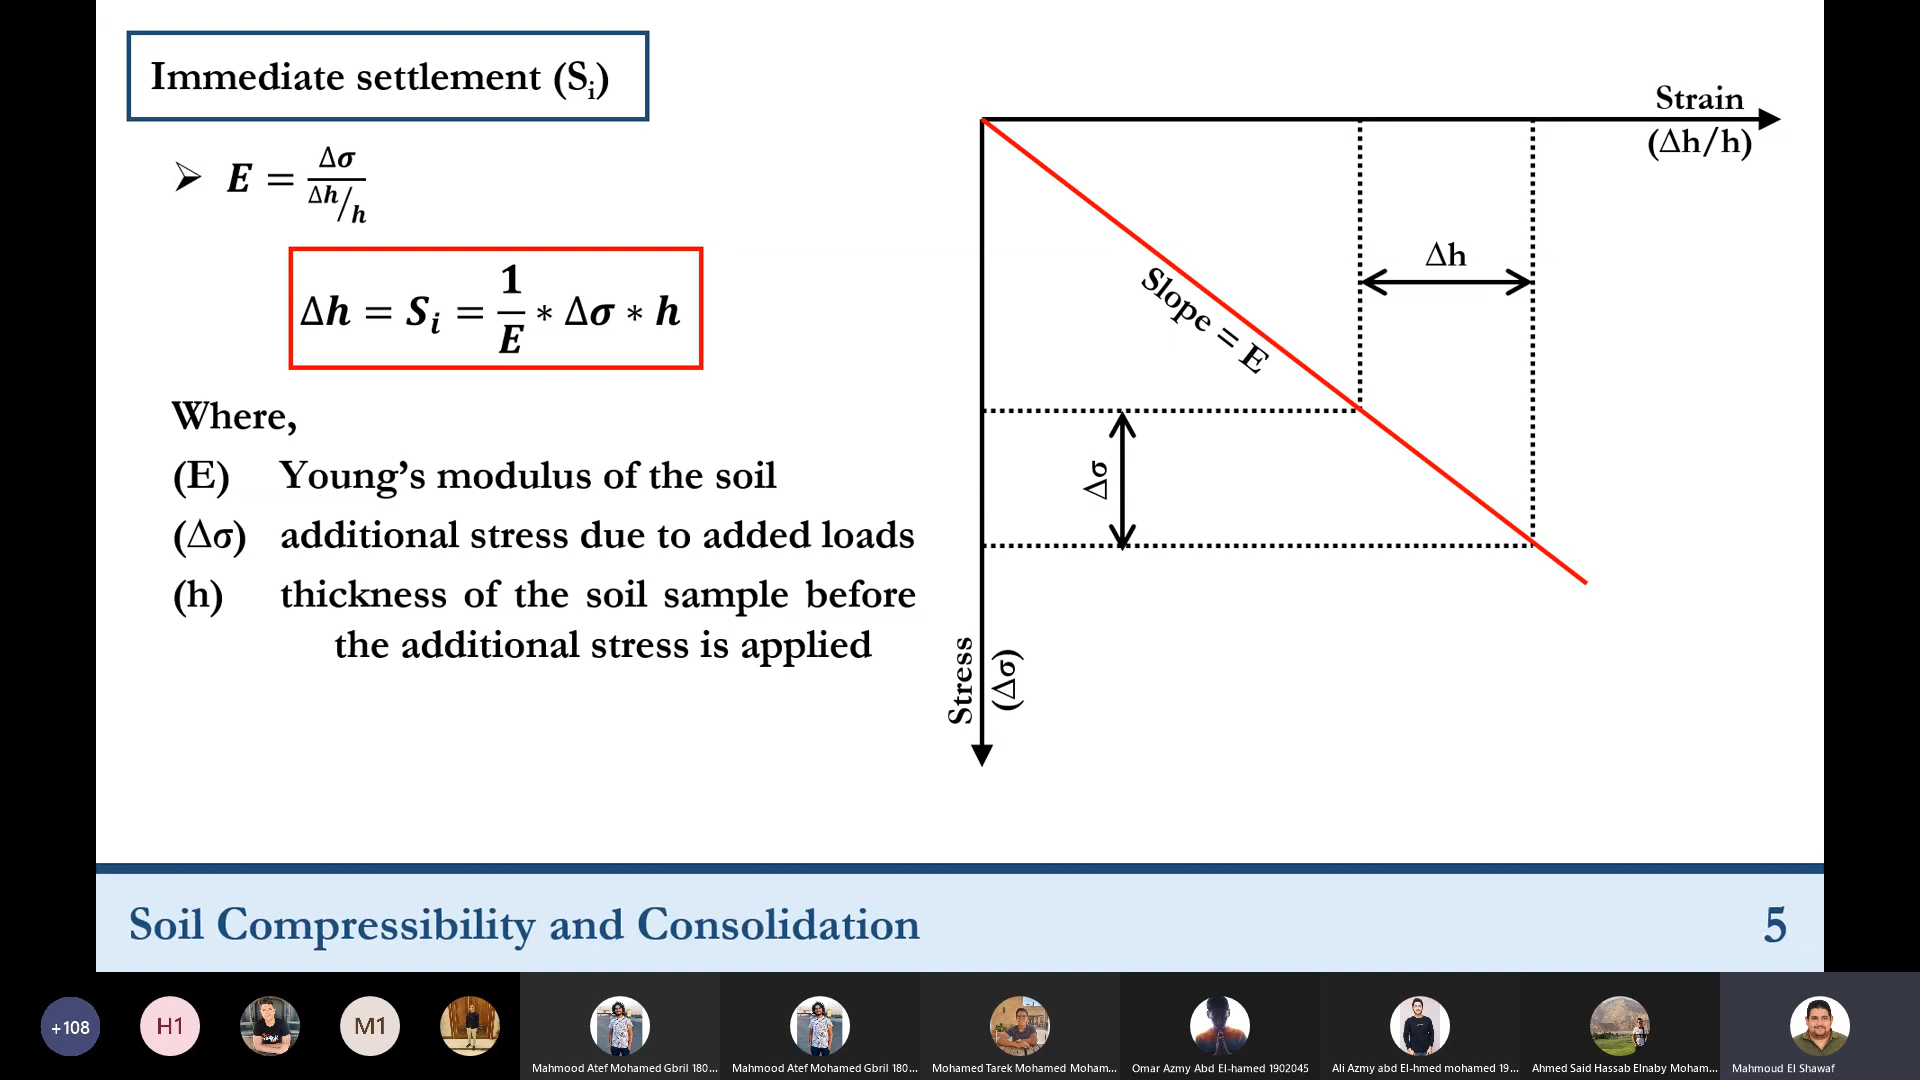 Immediate settlement (Sᵢ)
➢ E = Δσ / (Δh/h)
Δh = Sᵢ = 1/E * Δσ * h
Where,
(E) Young’s modulus of the soil
(Δσ) additional stress due to added loads
(h) thickness of the soil sample before
the additional stress is applied
Strain
(Δh/h)
Δh
Slope = E
Δσ
Stress
(Δσ)
Soil Compressibility and Consolidation
5
+108
H1
M1
Mahmood Atef Mohamed Gbril 180...
Mahmood Atef Mohamed Gbril 180...
Mohamed Tarek Mohamed Moham...
Omar Azmy Abd El-hamed 1902045
Ali Azmy abd El-hmed mohamed 19...
Ahmed Said Hassab Elnaby Moham...
Mahmoud El Shawaf